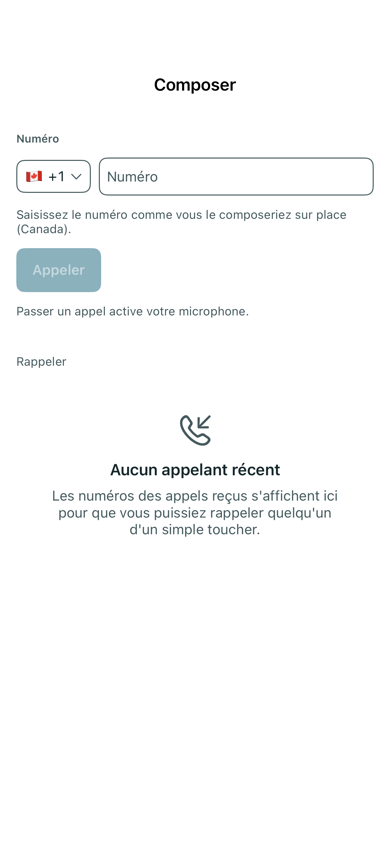 Composer
Numéro
+1
Numéro
Saisissez le numéro comme vous le composeriez sur place
(Canada).
Appeler
Passer un appel active votre microphone.
Rappeler
Aucun appelant récent
Les numéros des appels reçus s'affichent ici
pour que vous puissiez rappeler quelqu'un
d'un simple toucher.